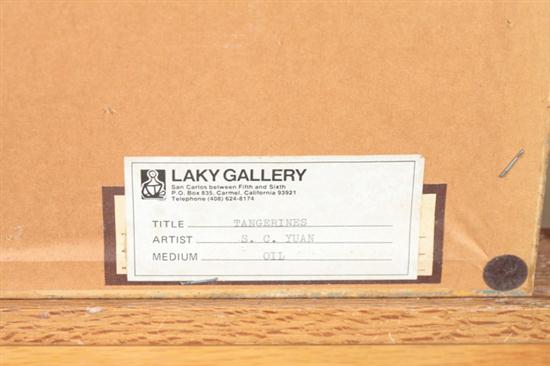 LAKY GALLERY
San Carlos between Fifth and Sixth
P.O. Box 835, Carmel, California 93921
Telephone (408) 624-8174
TITLE TANGERINES
ARTIST S. C. YUAN
MEDIUM OIL